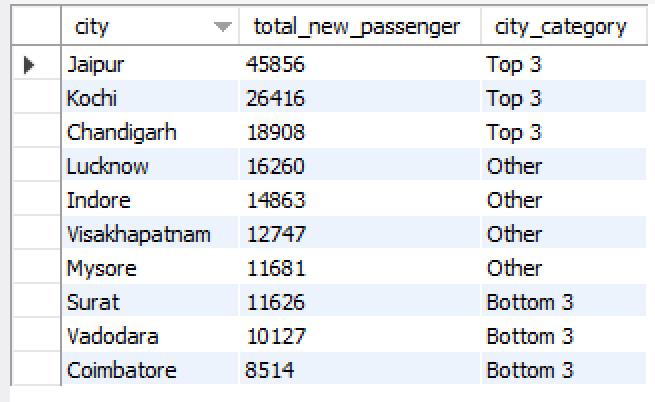 city total_new_passenger city_category
Jaipur 45856 Top 3
Kochi 26416 Top 3
Chandigarh 18908 Top 3
Lucknow 16260 Other
Indore 14863 Other
Visakhapatnam 12747 Other
Mysore 11681 Other
Surat 11626 Bottom 3
Vadodara 10127 Bottom 3
Coimbatore 8514 Bottom 3